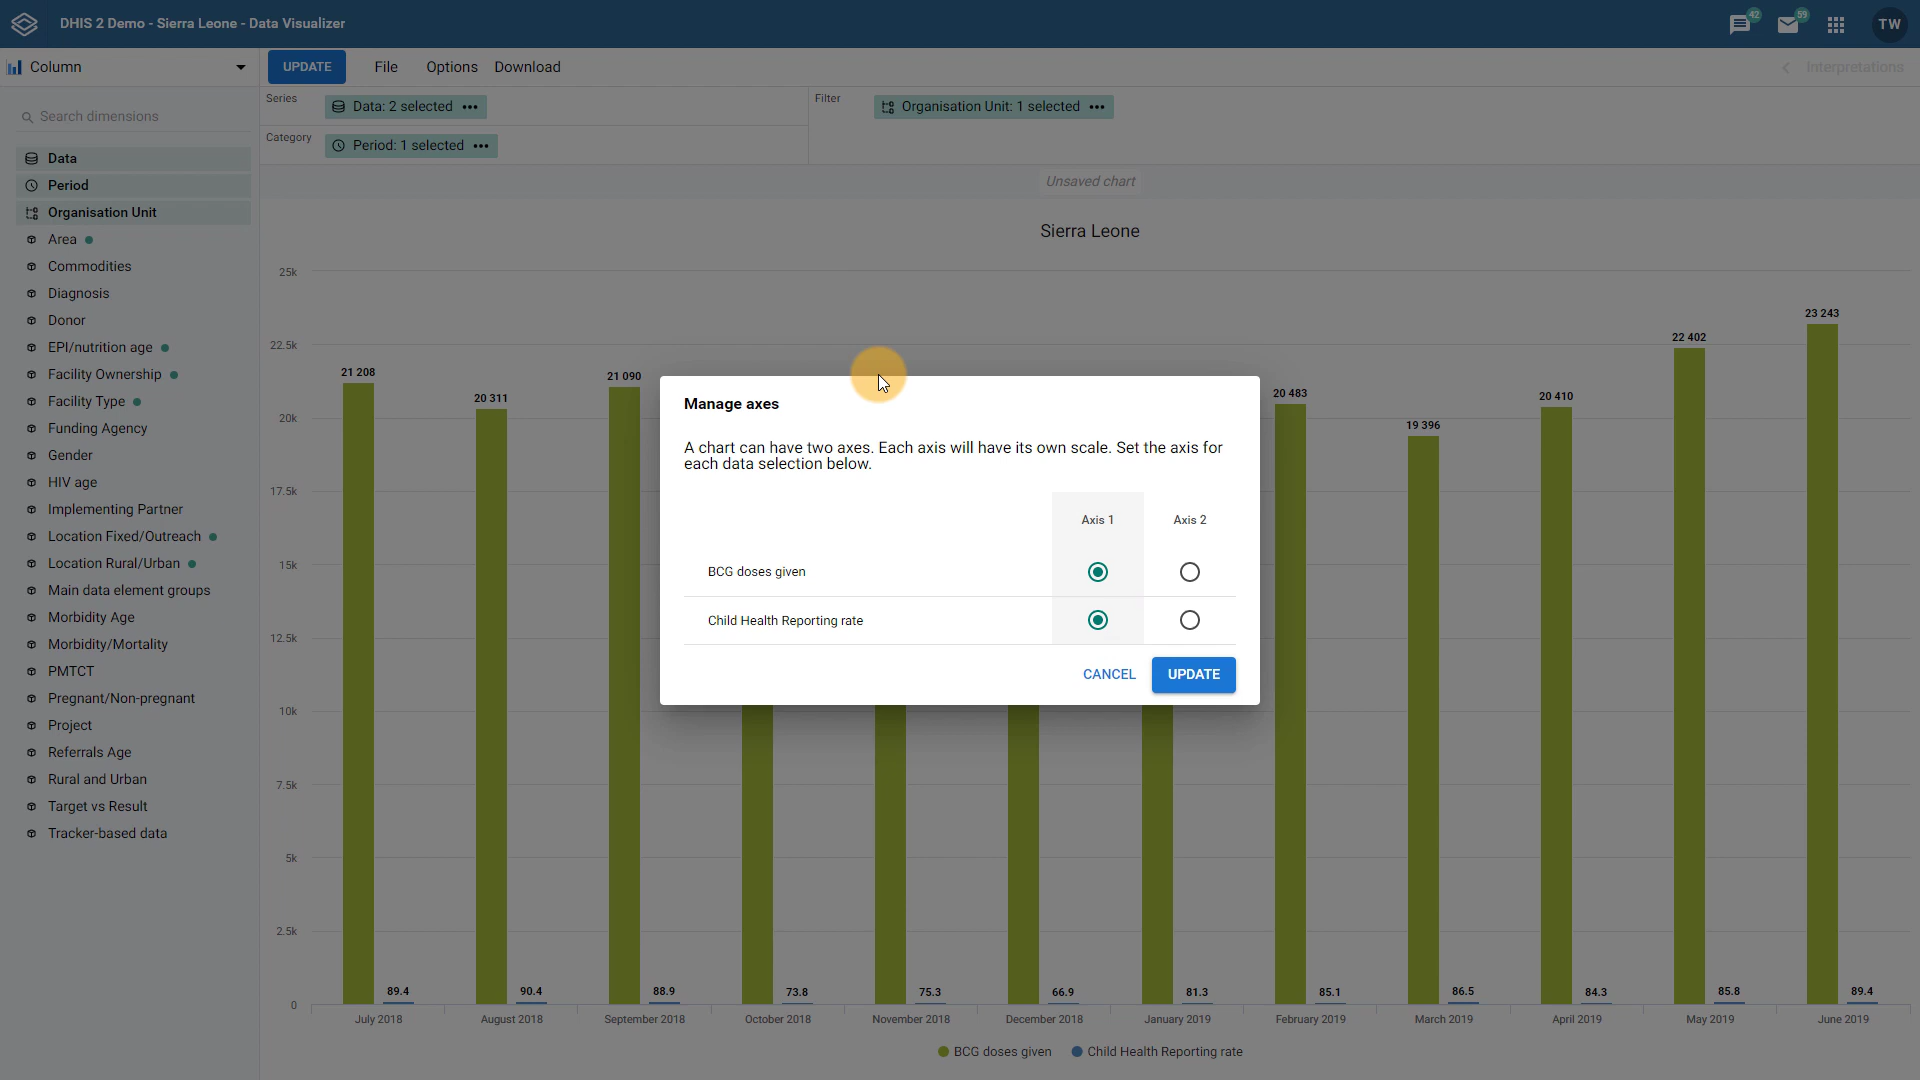 DHIS 2 Demo - Sierra Leone - Data Visualizer
42
59
TW
Column
UPDATE
File
Options
Download
Interpretations
Series
Data: 2 selected
Filter
Organisation Unit: 1 selected
Category
Period: 1 selected
Search dimensions
Data
Period
Organisation Unit
Area
Commodities
Diagnosis
Donor
EPI/nutrition age
Facility Ownership
Facility Type
Funding Agency
Gender
HIV age
Implementing Partner
Location Fixed/Outreach
Location Rural/Urban
Main data element groups
Morbidity Age
Morbidity/Mortality
PMTCT
Pregnant/Non-pregnant
Project
Referrals Age
Rural and Urban
Target vs Result
Tracker-based data
Unsaved chart
Sierra Leone
25k
22.5k
20k
17.5k
15k
12.5k
10k
7.5k
5k
2.5k
0
21 208
20 311
21 090
20 483
19 396
20 410
22 402
23 243
Manage axes
A chart can have two axes. Each axis will have its own scale. Set the axis for
each data selection below.
Axis 1
Axis 2
BCG doses given
Child Health Reporting rate
CANCEL
UPDATE
89.4
90.4
88.9
73.8
75.3
66.9
81.3
85.1
86.5
84.3
85.8
89.4
July 2018
August 2018
September 2018
October 2018
November 2018
December 2018
January 2019
February 2019
March 2019
April 2019
May 2019
June 2019
BCG doses given
Child Health Reporting rate